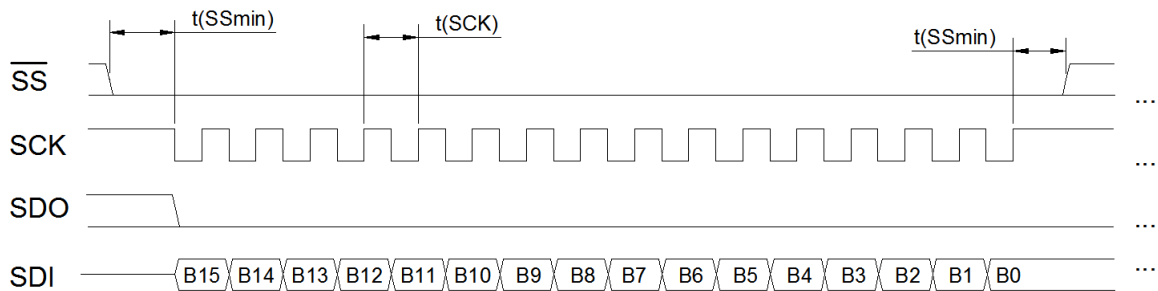 t(SSmin)
t(SCK)
t(SSmin)
SS
...
SCK
...
SDO
...
SDI
B15 B14 B13 B12 B11 B10 B9 B8 B7 B6 B5 B4 B3 B2 B1 B0
...